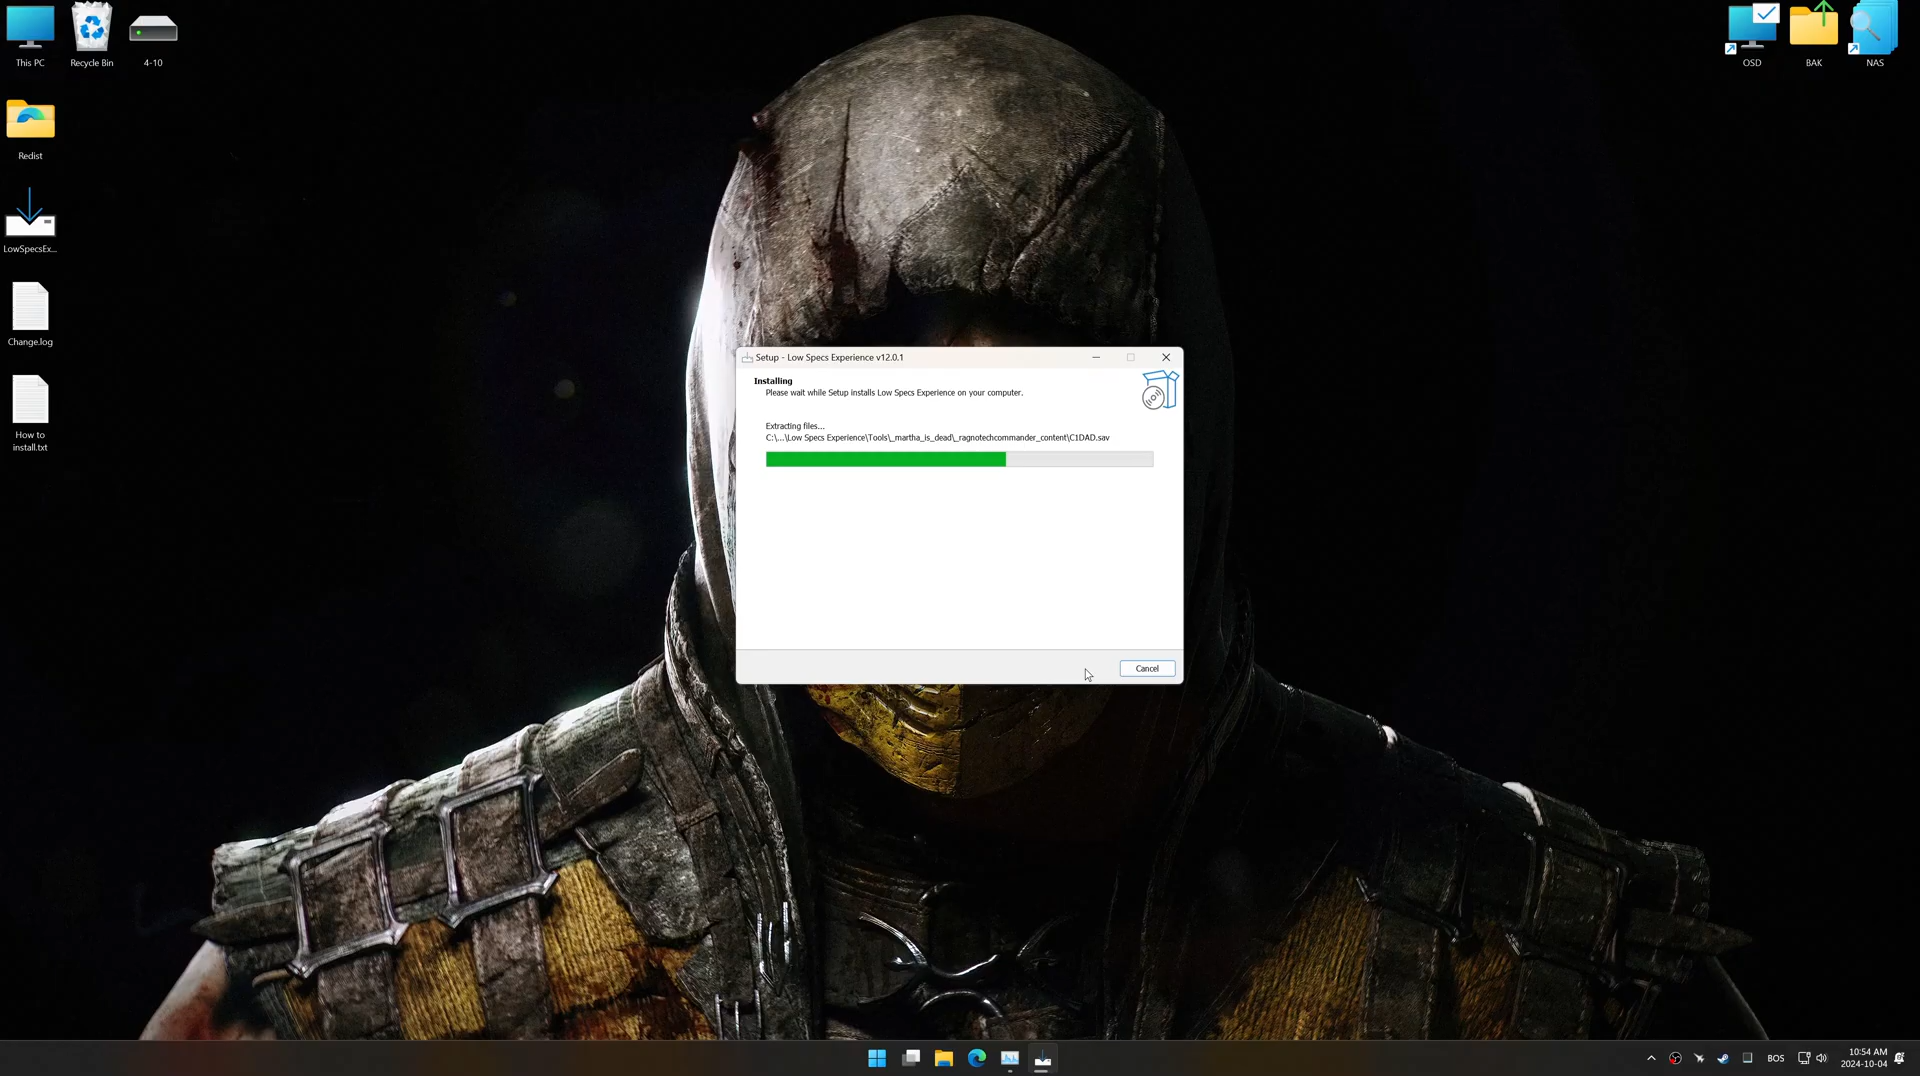 This PC
Recycle Bin
4-10
OSD
BAK
NAS
Redist
LowSpecsEx...
Change.log
How to
install.txt
Setup - Low Specs Experience v12.0.1
Installing
Please wait while Setup installs Low Specs Experience on your computer.
Extracting files...
C:\...\Low Specs Experience\Tools\_martha_is_dead\_ragnotechcommander_content\C1DAD.sav
Cancel
BOS
10:54 AM
2024-10-04